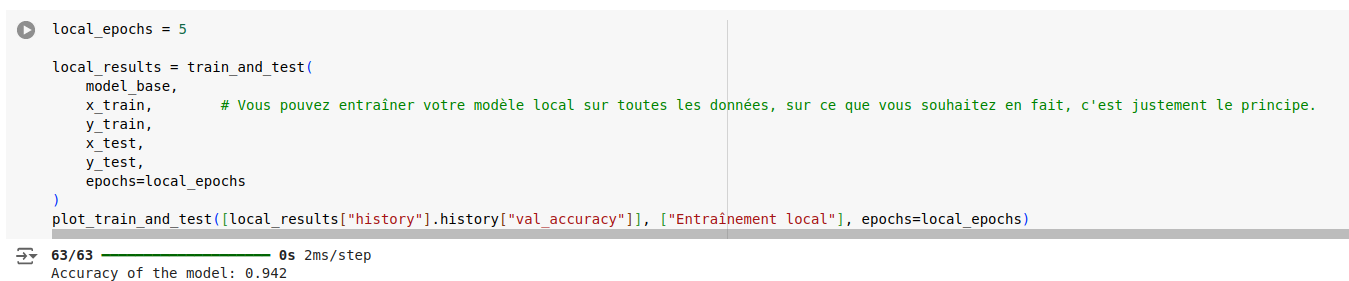 local_epochs = 5
local_results = train_and_test(
model_base,
x_train, # Vous pouvez entraîner votre modèle local sur toutes les données, sur ce que vous souhaitez en fait, c'est justement le principe.
y_train,
x_test,
y_test,
epochs=local_epochs
)
plot_train_and_test([local_results["history"].history["val_accuracy"]], ["Entraînement local"], epochs=local_epochs)
63/63 ━━━━━━━━━━━━━━━━━━━━ 0s 2ms/step
Accuracy of the model: 0.942